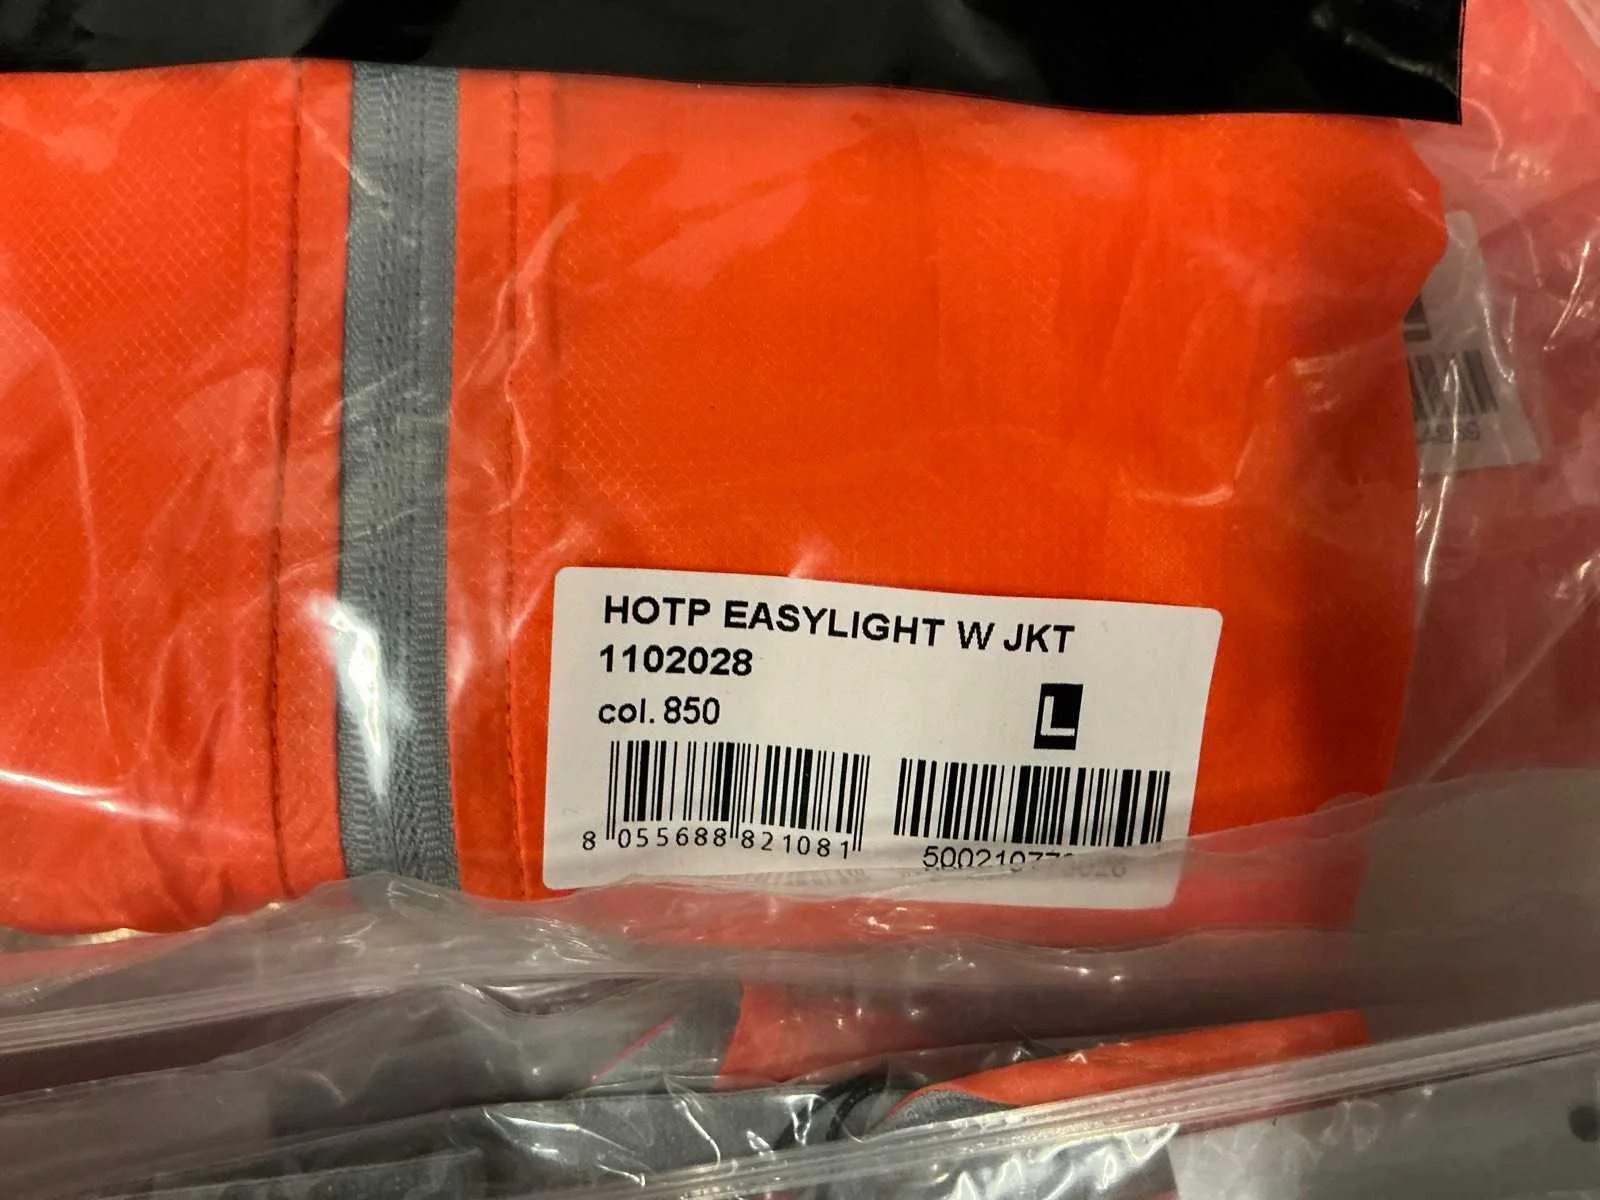 HOTP EASYLIGHT W JKT
1102028
col. 850
L
8 055688 821081